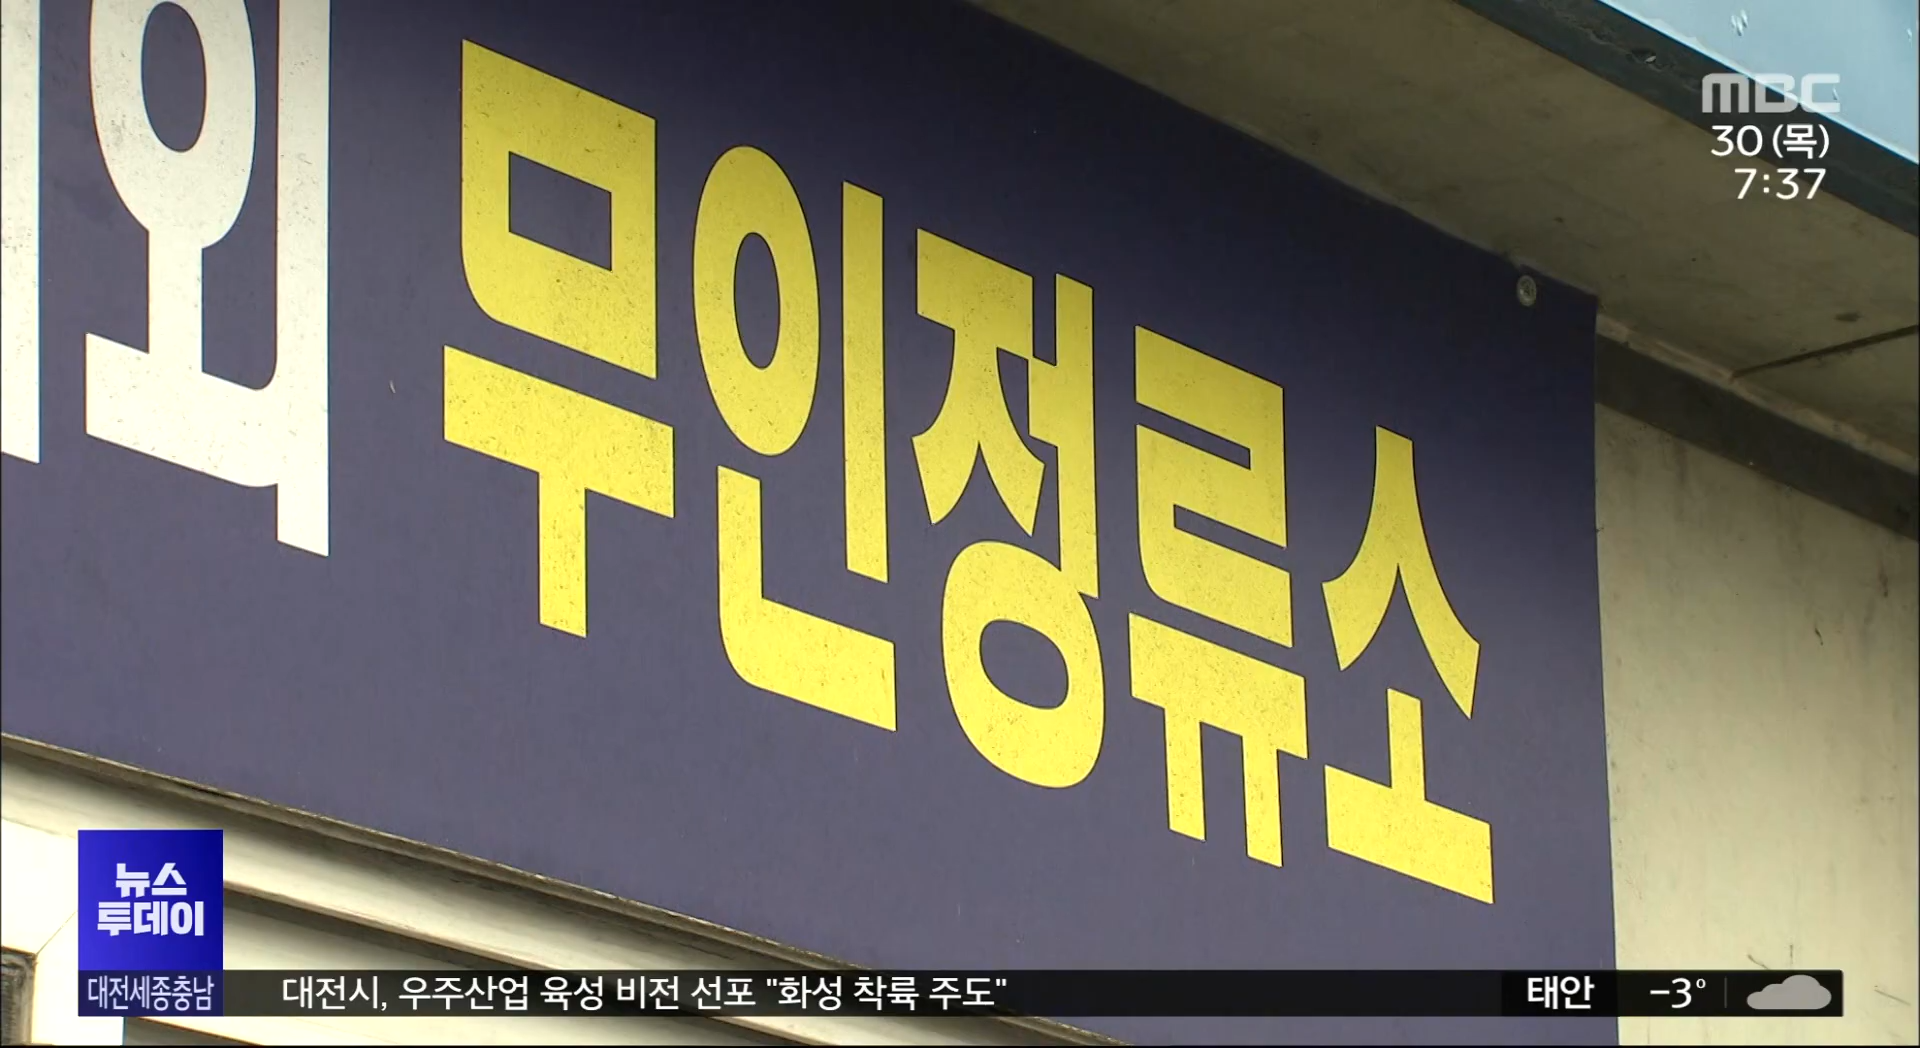 외 무인정류소
MBC
30 (목)
7:37
뉴스
투데이
대전세종충남
대전시, 우주산업 육성 비전 선포 "화성 착륙 주도"
태안 -3°